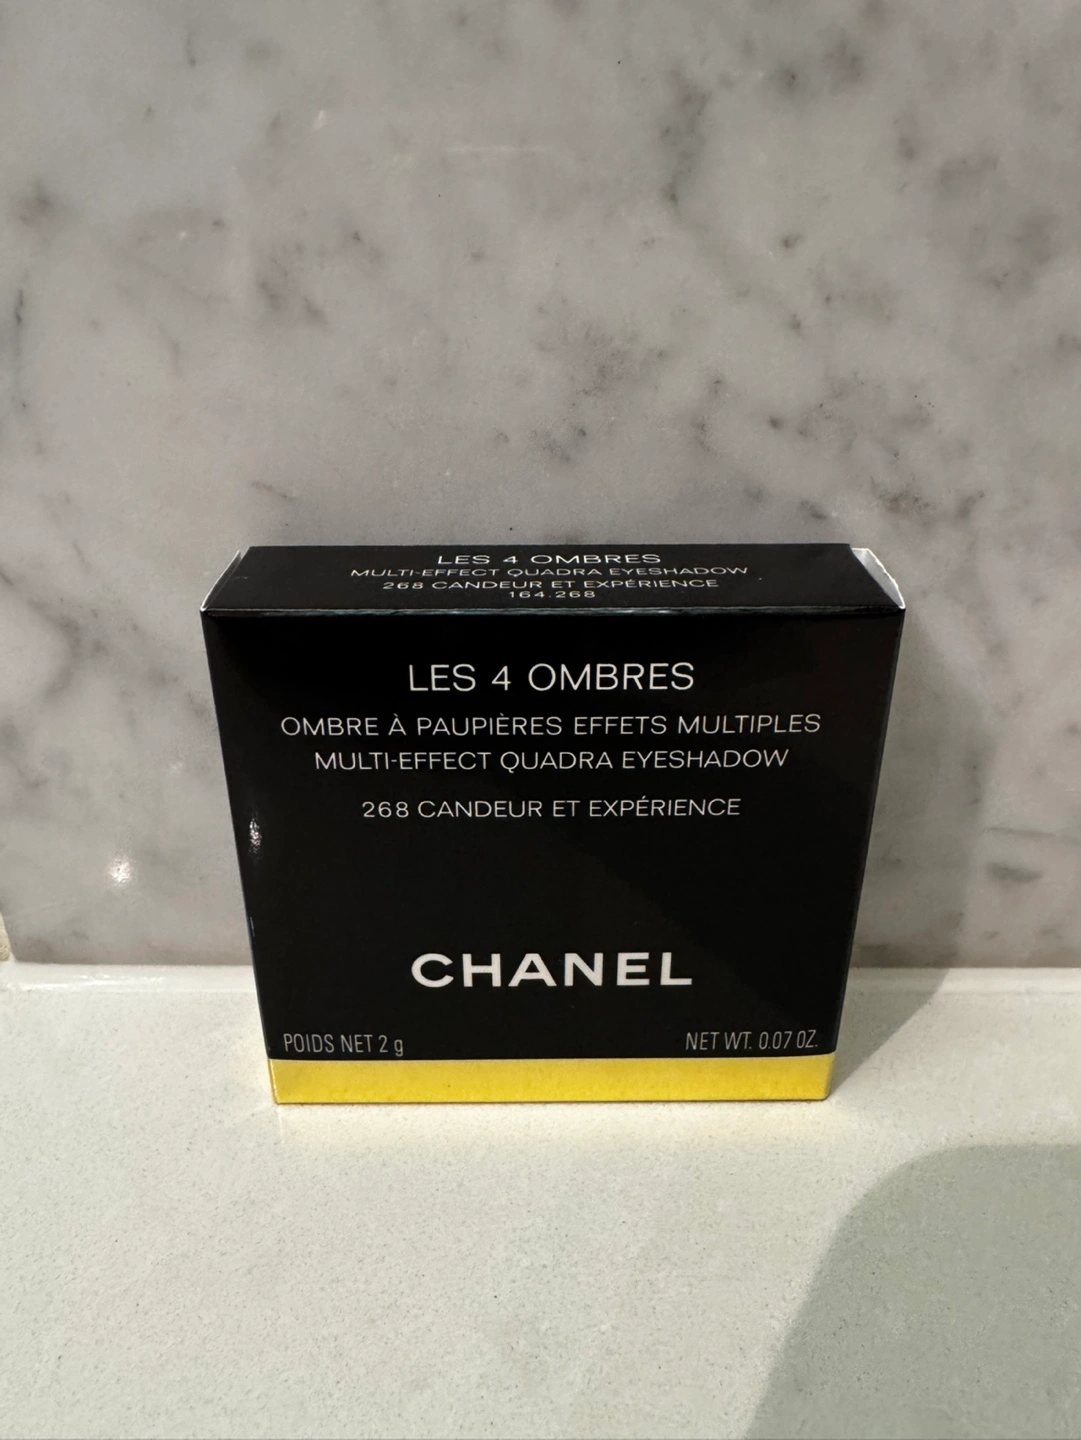 LES 4 OMBRES
MULTI-EFFECT QUADRA EYESHADOW
268 CANDEUR ET EXPÉRIENCE
164.268
LES 4 OMBRES
OMBRE À PAUPIÈRES EFFETS MULTIPLES
MULTI-EFFECT QUADRA EYESHADOW
268 CANDEUR ET EXPÉRIENCE
CHANEL
POIDS NET 2 g NET WT. 0.07 OZ.